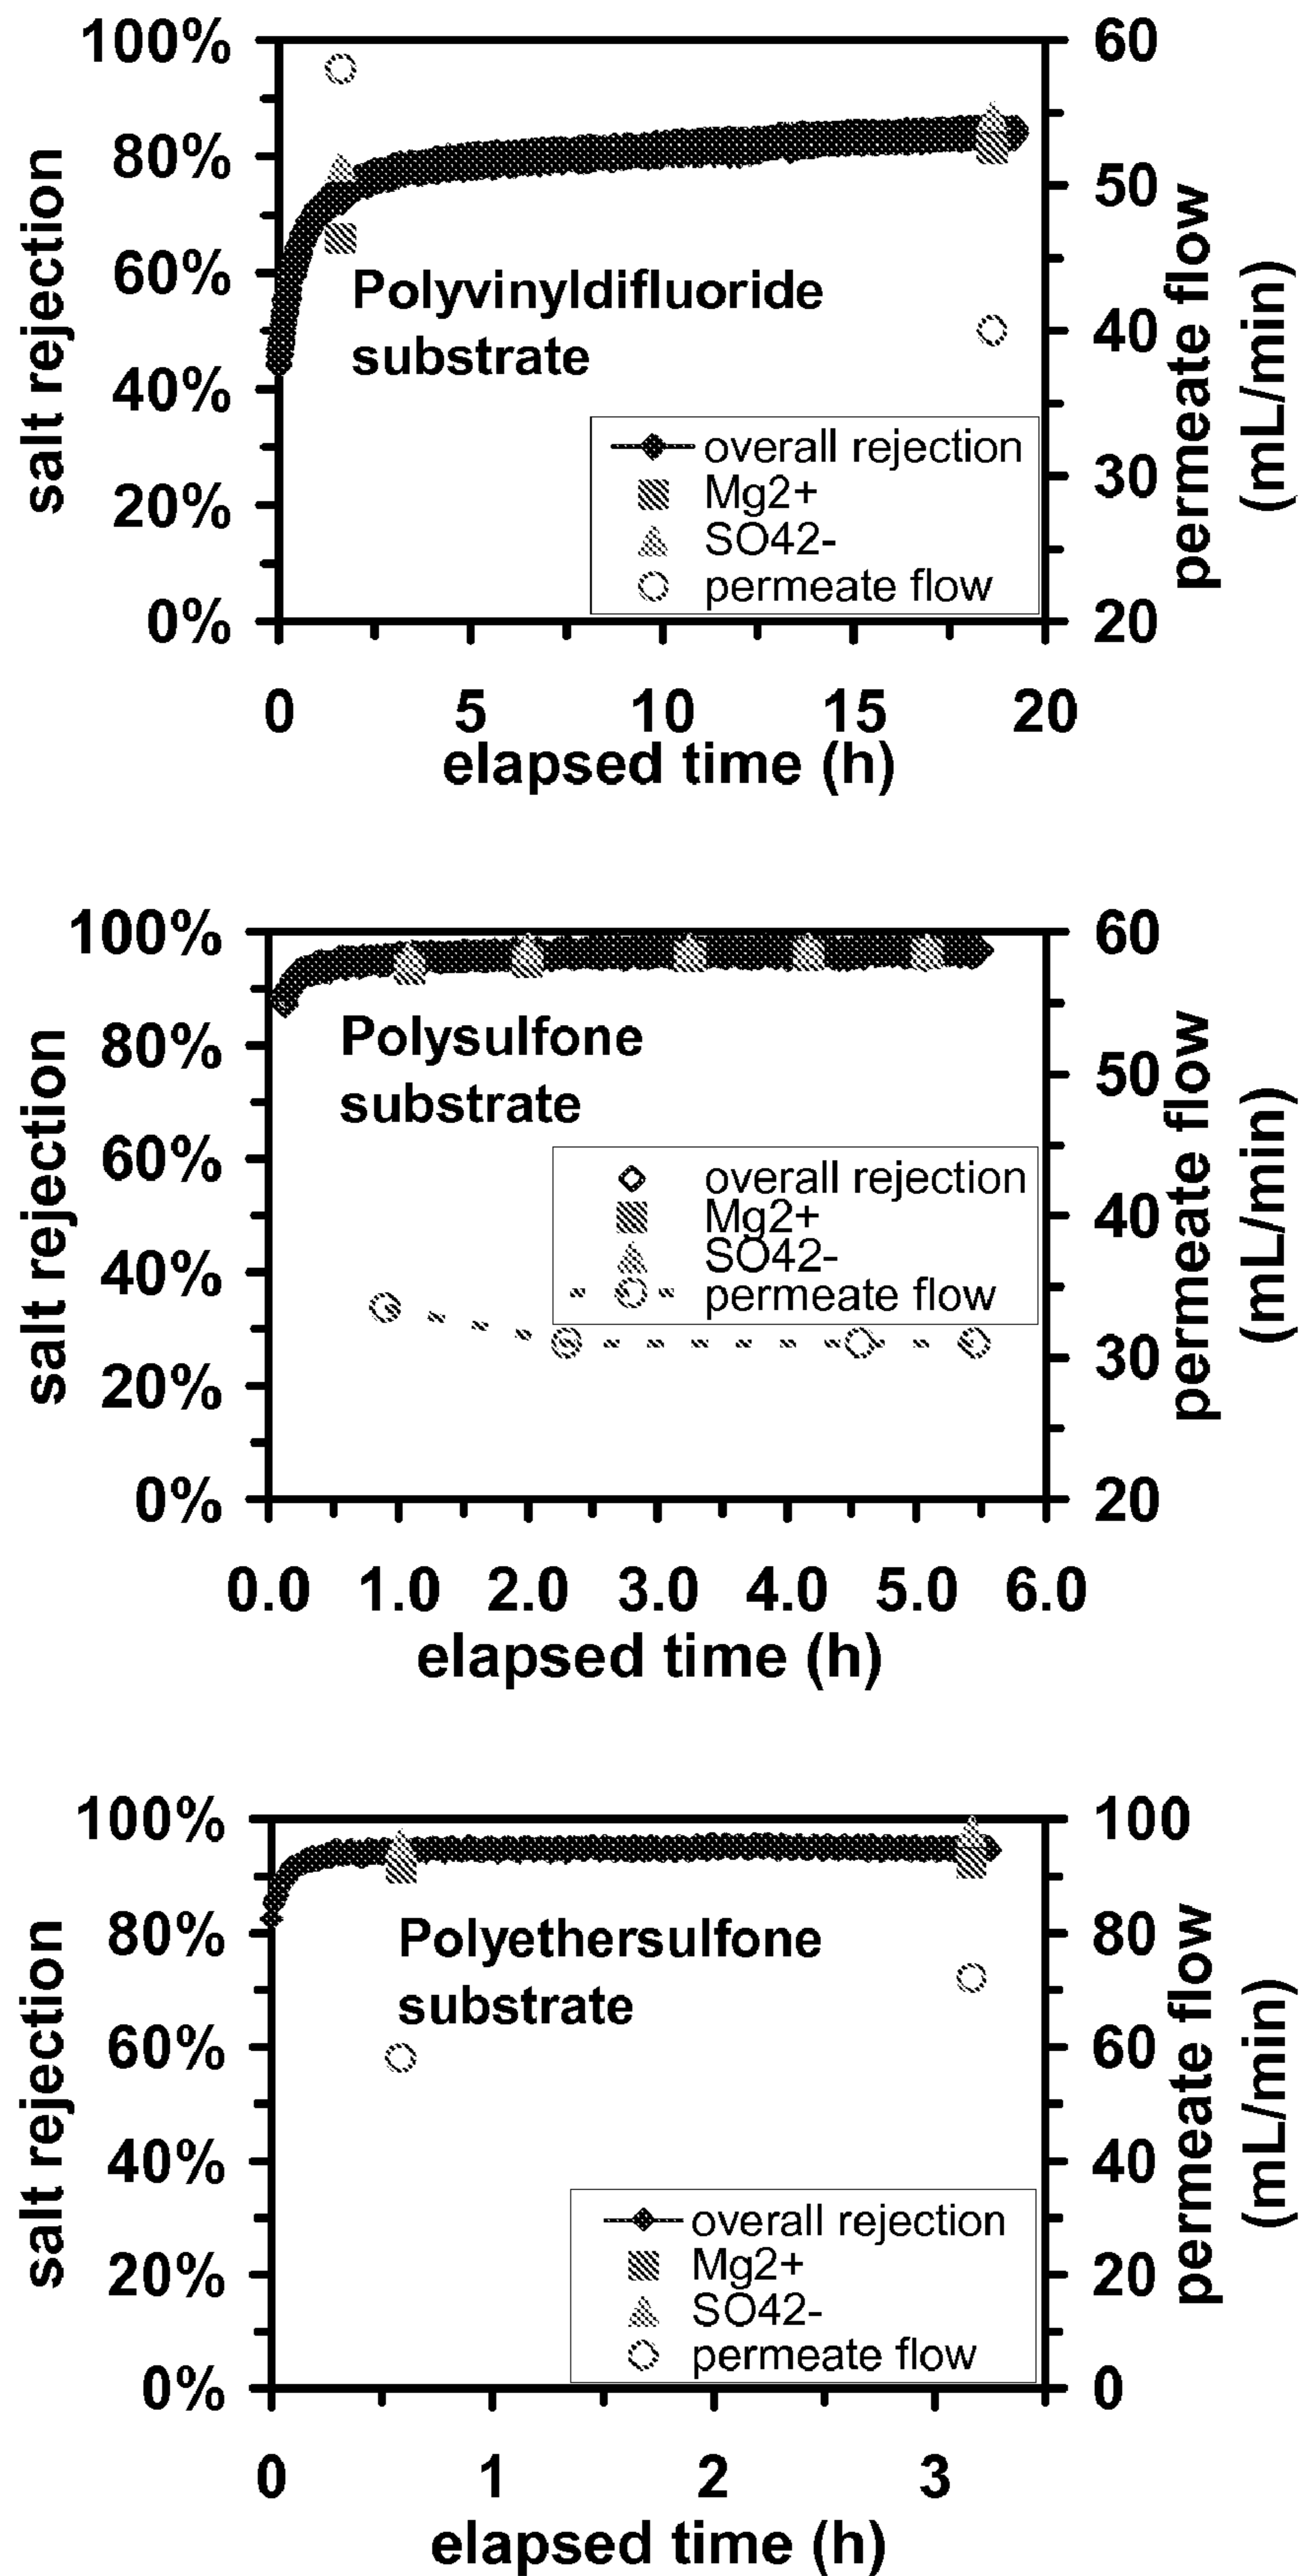 100%
80%
60%
40%
20%
0%
salt rejection
60
50
40
30
20
permeate flow
(mL/min)
Polyvinyldifluoride
substrate
overall rejection
Mg2+
SO42-
permeate flow
0 5 10 15 20
elapsed time (h)
100%
80%
60%
40%
20%
0%
salt rejection
60
50
40
30
20
permeate flow
(mL/min)
Polysulfone
substrate
overall rejection
Mg2+
SO42-
permeate flow
0.0 1.0 2.0 3.0 4.0 5.0 6.0
elapsed time (h)
100%
80%
60%
40%
20%
0%
salt rejection
100
80
60
40
20
0
permeate flow
(mL/min)
Polyethersulfone
substrate
overall rejection
Mg2+
SO42-
permeate flow
0 1 2 3
elapsed time (h)